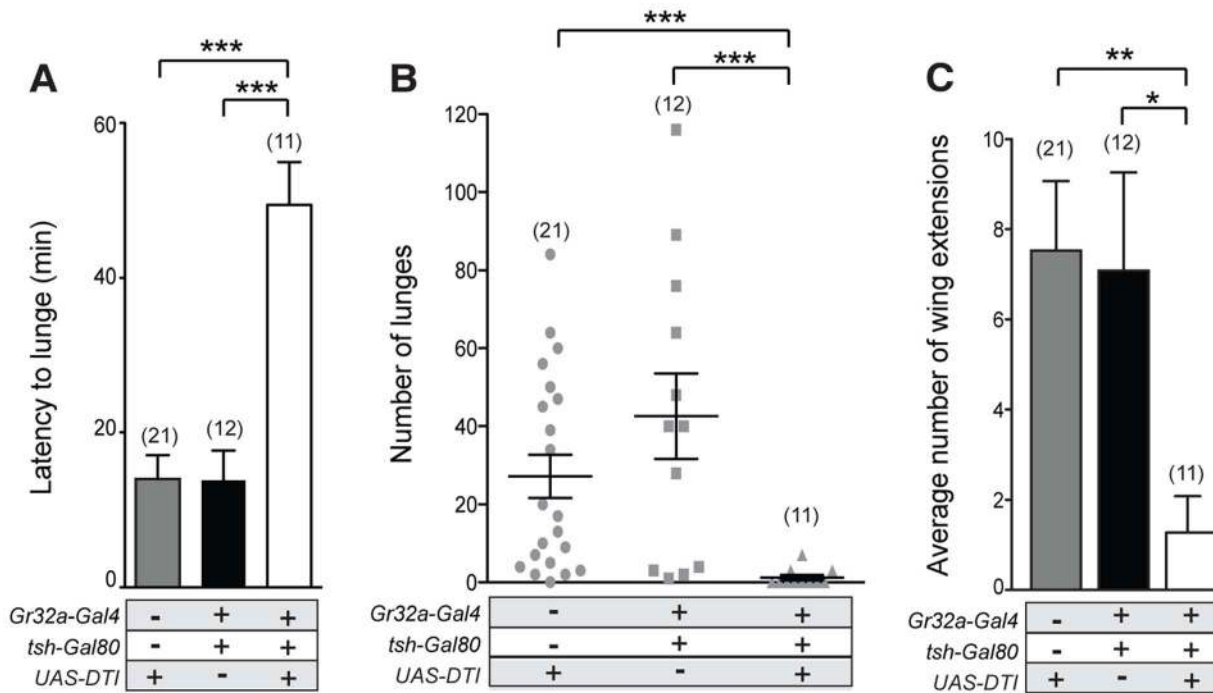 A
***
***
Latency to lunge (min)
60
40
20
0
(21)
(12)
(11)
Gr32a-Gal4 - + +
tsh-Gal80 - + +
UAS-DTI + - +
B
***
***
Number of lunges
120
100
80
60
40
20
0
(21)
(12)
(11)
Gr32a-Gal4 - + +
tsh-Gal80 - + +
UAS-DTI + - +
C
**
*
Average number of wing extensions
10
8
6
4
2
0
(21)
(12)
(11)
Gr32a-Gal4 - + +
tsh-Gal80 - + +
UAS-DTI + - +